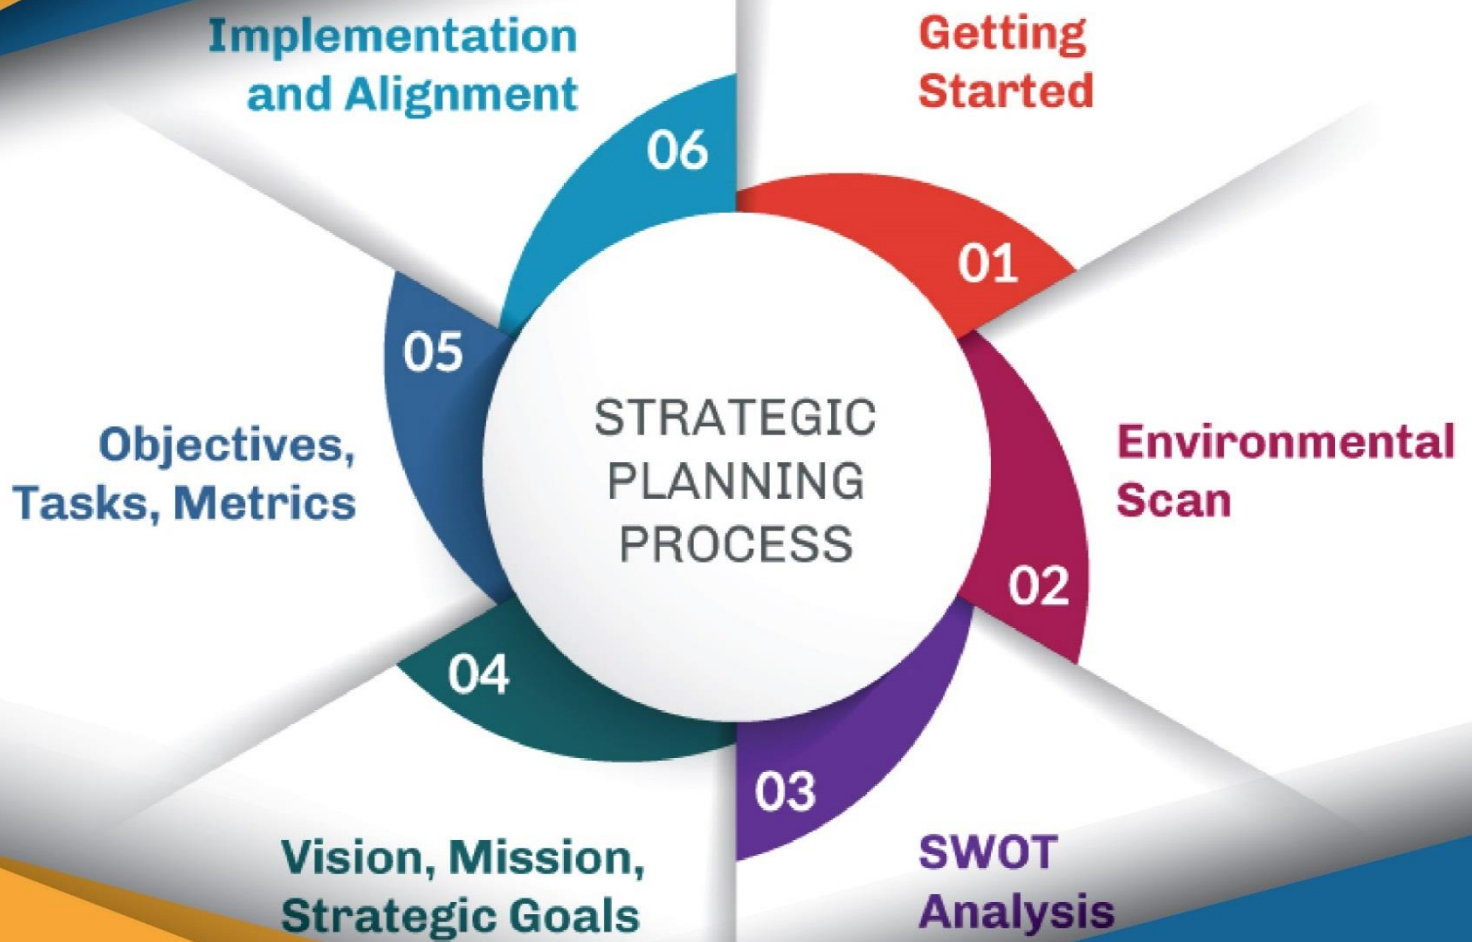 STRATEGIC
PLANNING
PROCESS
Getting
Started
01
Environmental
Scan
02
SWOT
Analysis
03
Vision, Mission,
Strategic Goals
04
Objectives,
Tasks, Metrics
05
Implementation
and Alignment
06